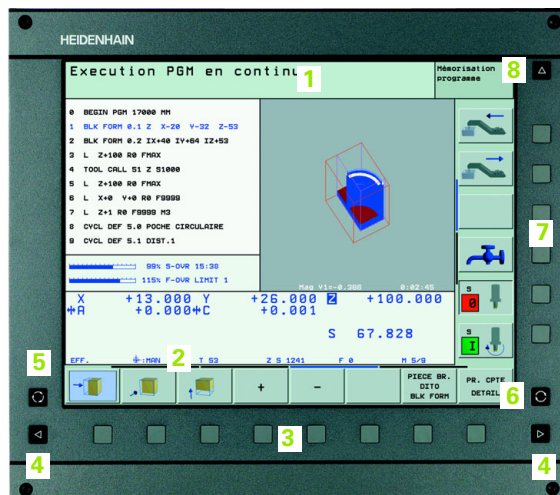 HEIDENHAIN
Execution PGM en continu
1
Mémorisation
programme
8
0 BEGIN PGM 17000 MM
1 BLK FORM 0.1 Z X-20 Y-32 Z-53
2 BLK FORM 0.2 IX+40 IY+64 IZ+53
3 L Z+100 R0 FMAX
4 TOOL CALL 51 Z S1000
5 L Z+100 R0 FMAX
6 L X+0 Y+0 R0 F9999
7 L Z+1 R0 F9999 M3
8 CYCL DEF 5.0 POCHE CIRCULAIRE
9 CYCL DEF 5.1 DIST.1
7
99% S-OVR 15:38
115% F-OVR LIMIT 1
Mag Y1=-0.366 0:02:45
S
0
X +13.000 Y +26.000 Z +100.000
A +0.000 C +0.001
S 67.828
S
I
EFF. :MAN T 53 Z S 1241 F 0 M 5/9
2
+
-
PIECE BR.
DITO
BLK FORM
PR. CPTE
DETAIL
5
6
3
4
4